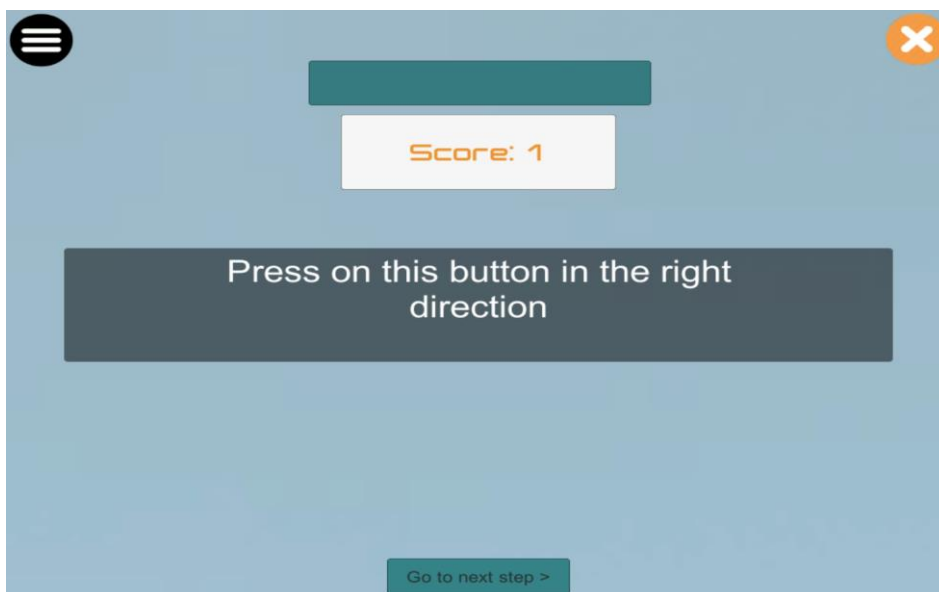 Score: 1
Press on this button in the right
direction
Go to next step >